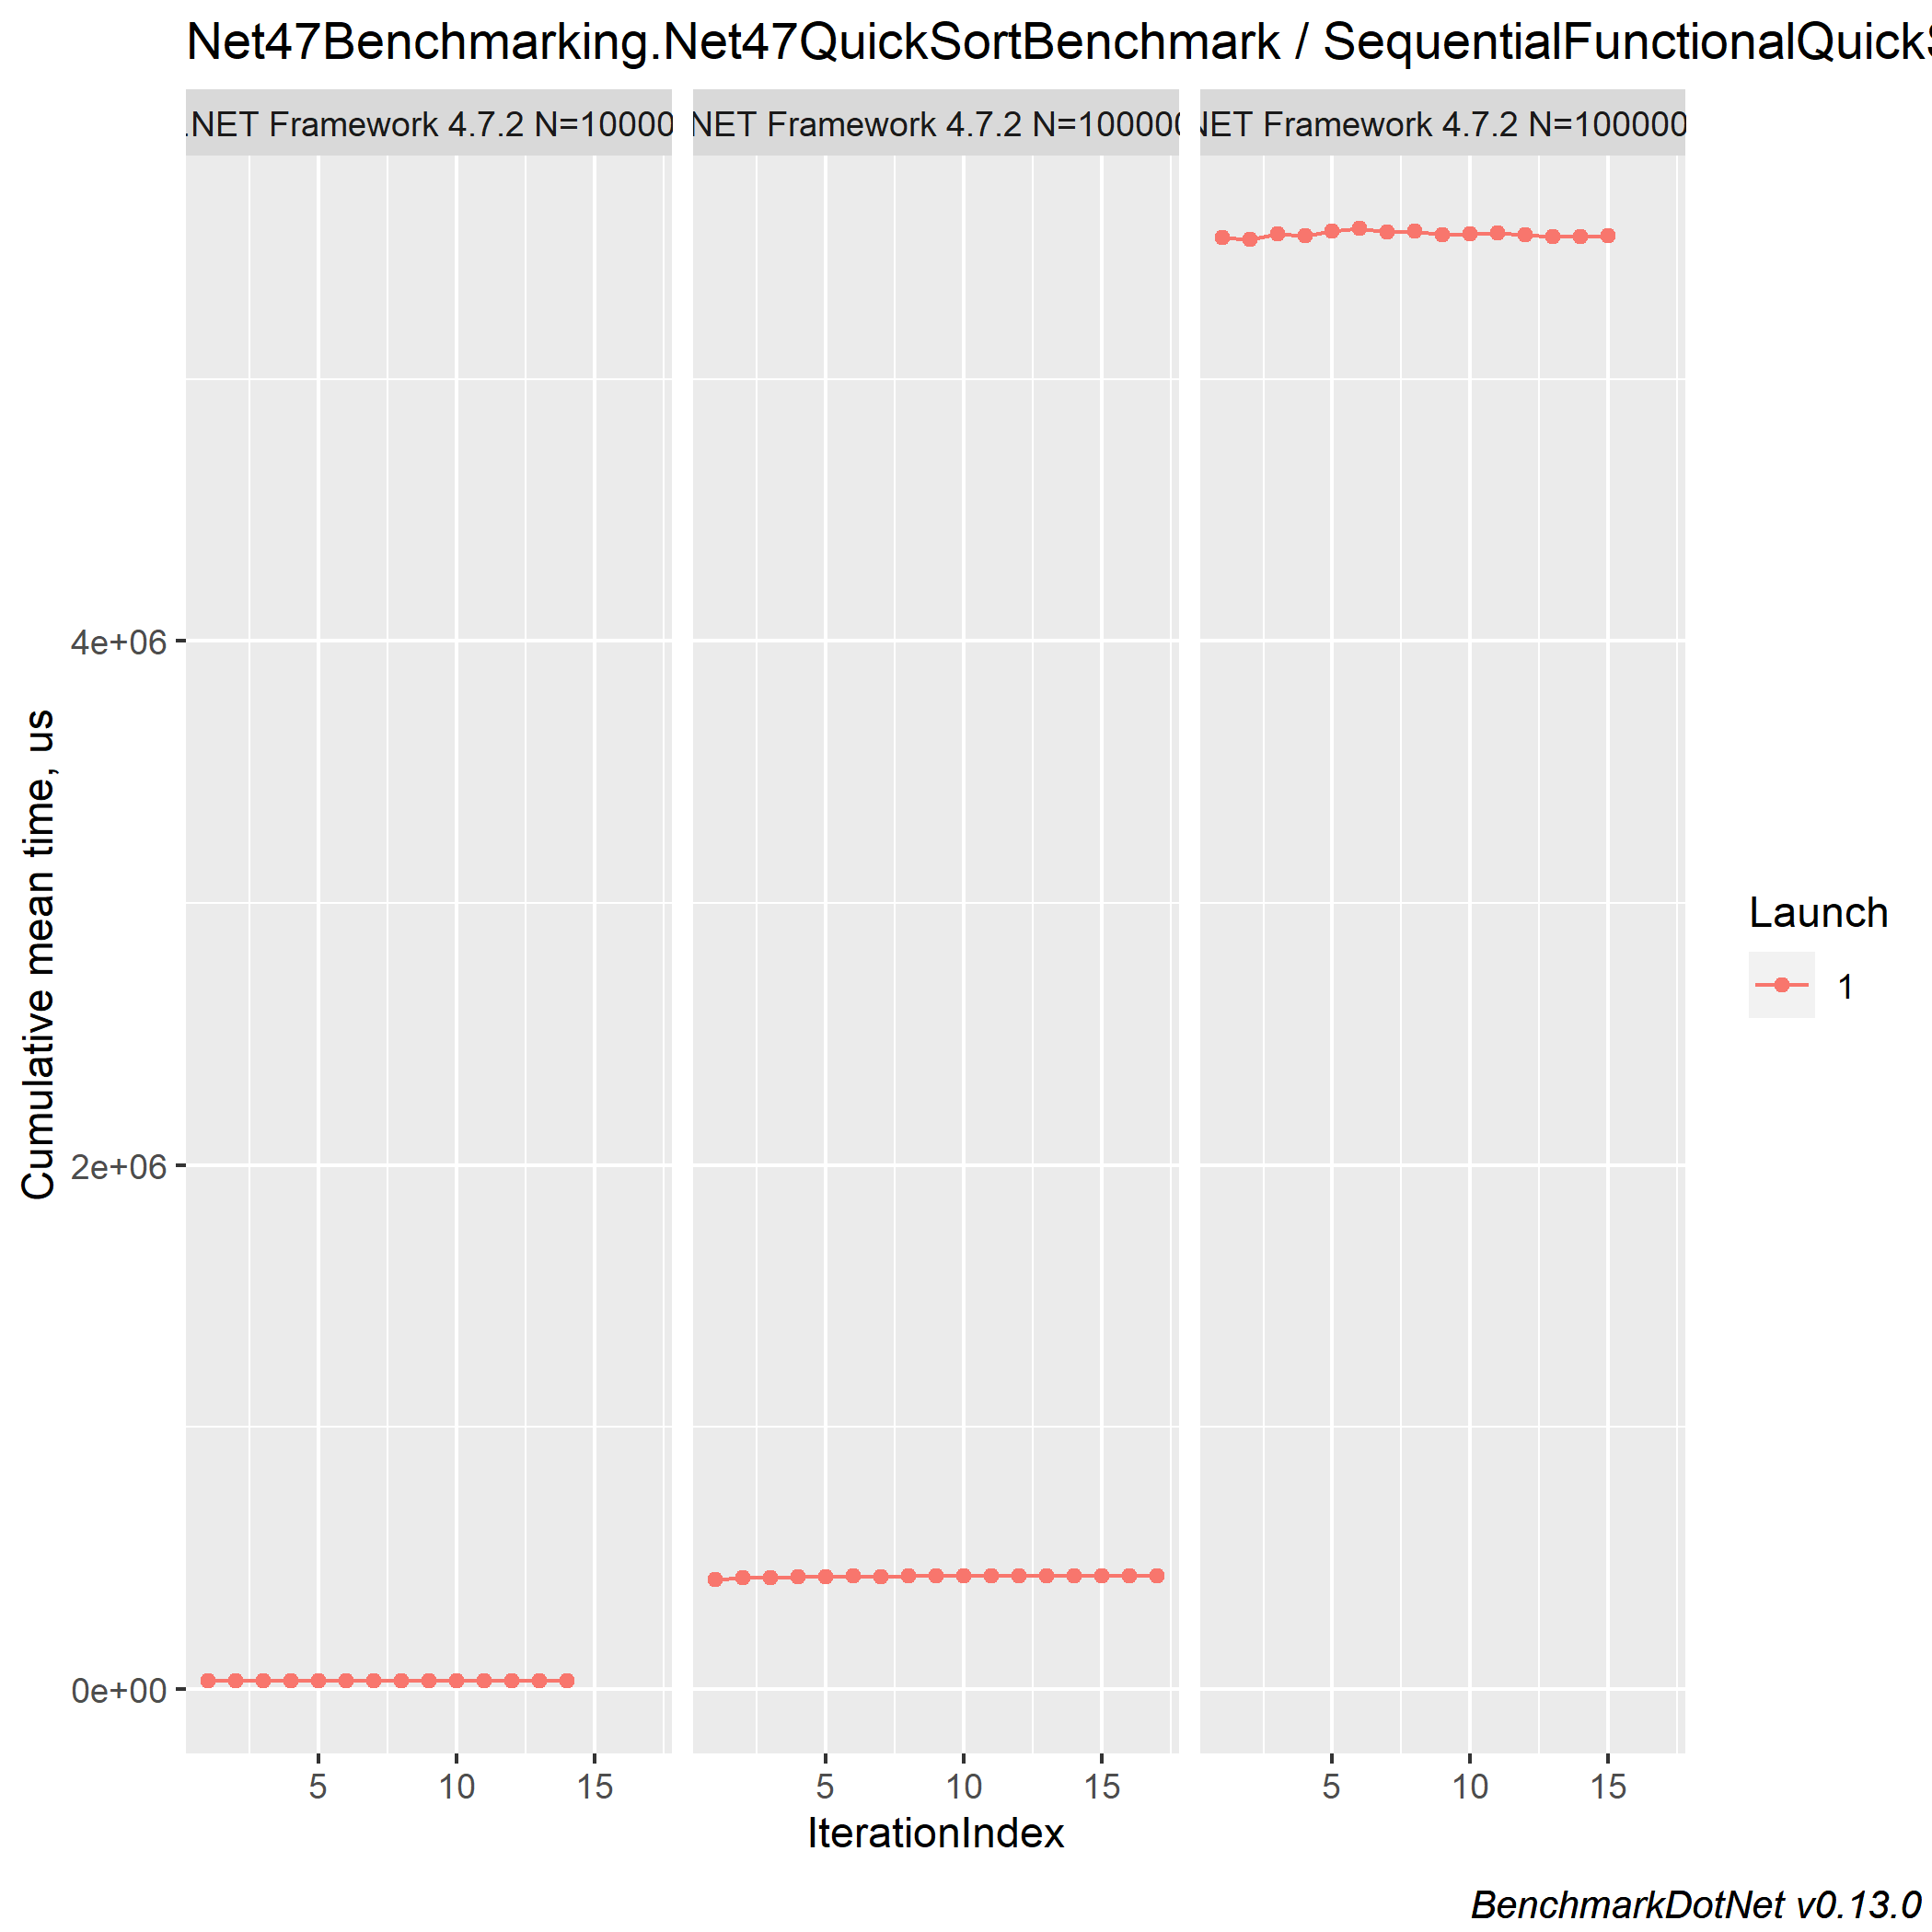 Net47Benchmarking.Net47QuickSortBenchmark / SequentialFunctionalQuickS
.NET Framework 4.7.2 N=10000
NET Framework 4.7.2 N=100000
NET Framework 4.7.2 N=100000
Cumulative mean time, us
4e+06
2e+06
0e+00
5 10 15
5 10 15
5 10 15
IterationIndex
Launch
1
BenchmarkDotNet v0.13.0